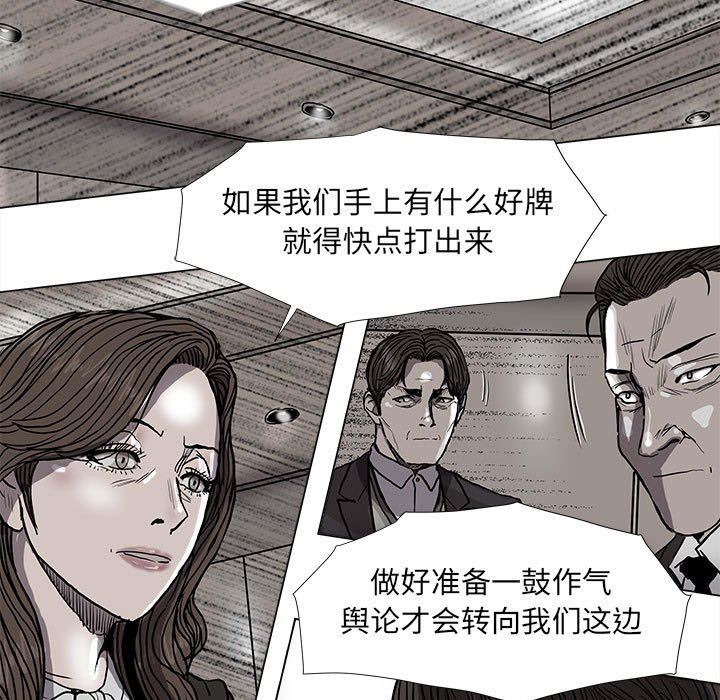 如果我们手上有什么好牌
就得快点打出来
做好准备一鼓作气
舆论才会转向我们这边